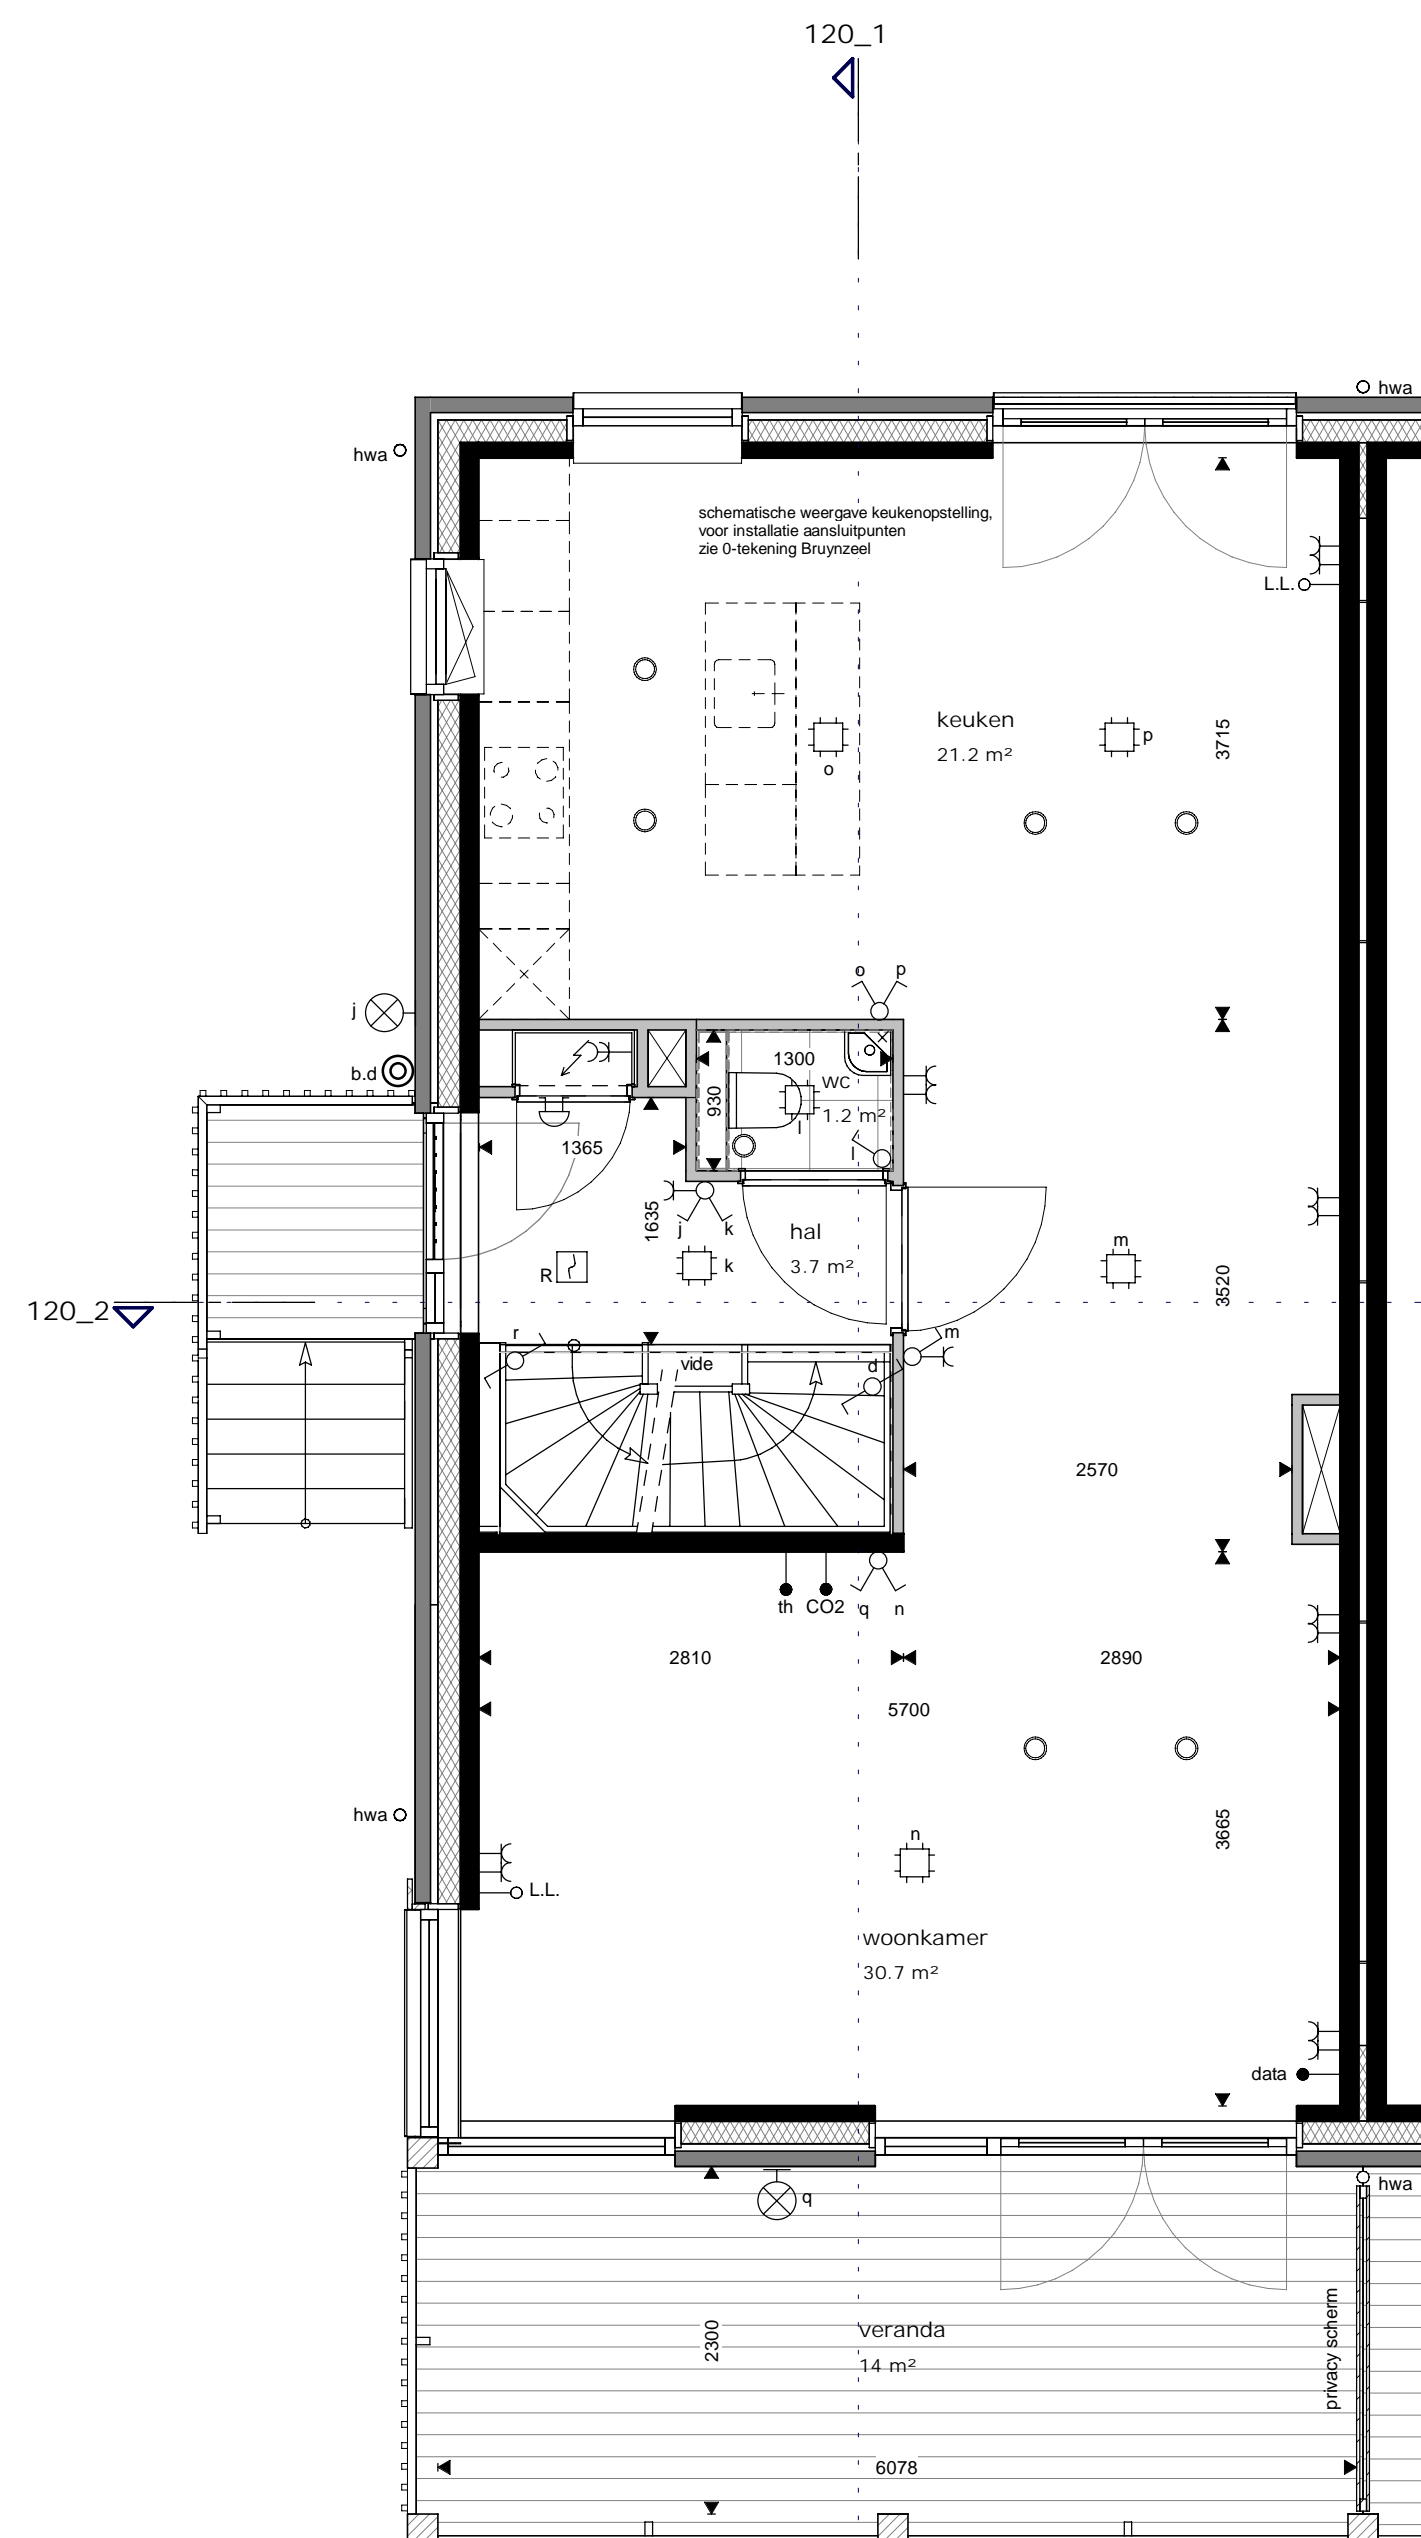 120_1
hwa
hwa
schematische weergave keukenopstelling,
voor installatie aansluitpunten
zie 0-tekening Bruynzeel
L.L.
keuken
21.2 m²
p
3715
o
o p
j
b.d
1300
wc
930
1.2 m²
l
l
1365
1635
j k
hal
3.7 m²
k
R
m
3520
120_2
r
m
vide
d
2570
th CO2 q n
2810
2890
5700
hwa
3665
n
L.L.
woonkamer
30.7 m²
data
hwa
q
privacy scherm
2300
veranda
14 m²
6078